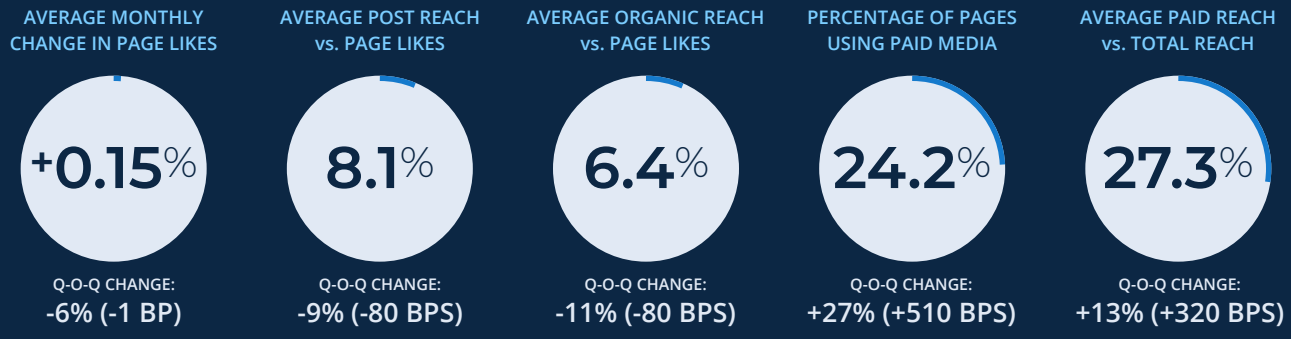 AVERAGE MONTHLY
CHANGE IN PAGE LIKES
+0.15%
Q-O-Q CHANGE:
-6% (-1 BP)
AVERAGE POST REACH
vs. PAGE LIKES
8.1%
Q-O-Q CHANGE:
-9% (-80 BPS)
AVERAGE ORGANIC REACH
vs. PAGE LIKES
6.4%
Q-O-Q CHANGE:
-11% (-80 BPS)
PERCENTAGE OF PAGES
USING PAID MEDIA
24.2%
Q-O-Q CHANGE:
+27% (+510 BPS)
AVERAGE PAID REACH
vs. TOTAL REACH
27.3%
Q-O-Q CHANGE:
+13% (+320 BPS)